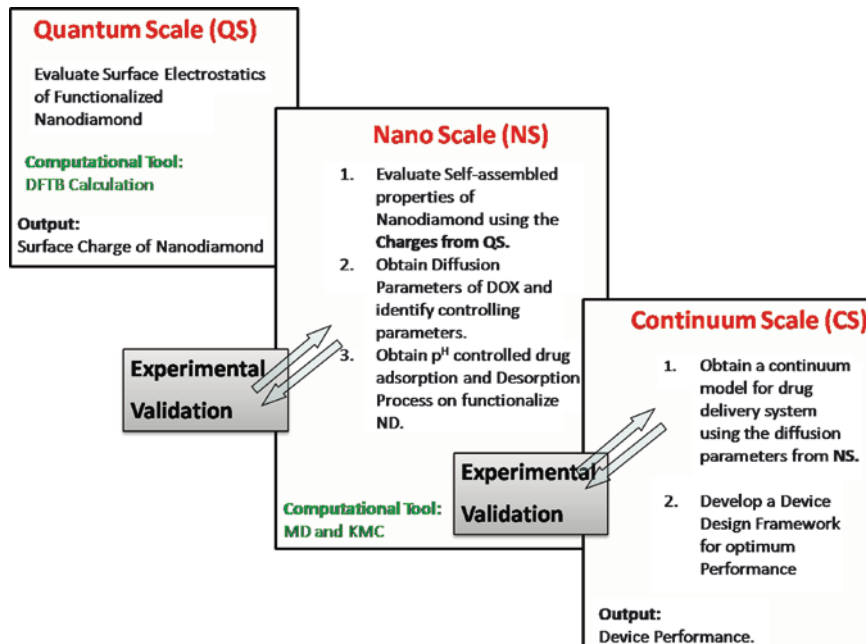 Quantum Scale (QS)
Evaluate Surface Electrostatics
of Functionalized
Nanodiamond
Computational Tool:
DFTB Calculation
Output:
Surface Charge of Nanodiamond
Nano Scale (NS)
1. Evaluate Self-assembled
properties of
Nanodiamond using the
Charges from QS.
2. Obtain Diffusion
Parameters of DOX and
identify controlling
parameters.
3. Obtain pᴴ controlled drug
adsorption and Desorption
Process on functionalize
ND.
Computational Tool:
MD and KMC
Experimental
Validation
Continuum Scale (CS)
1. Obtain a continuum
model for drug
delivery system
using the diffusion
parameters from NS.
2. Develop a Device
Design Framework
for optimum
Performance
Output:
Device Performance.
Experimental
Validation